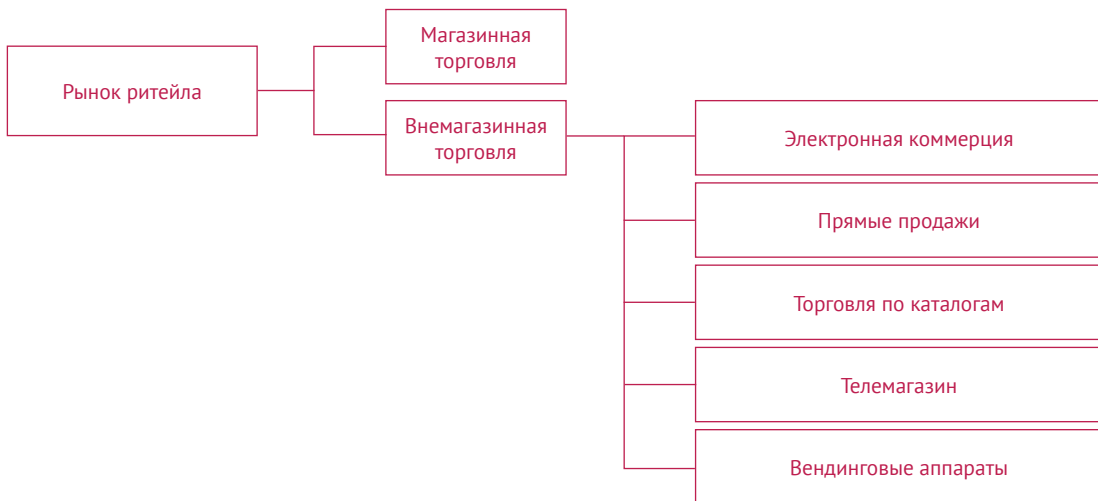 Рынок ритейла
Магазинная
торговля
Внемагазинная
торговля
Электронная коммерция
Прямые продажи
Торговля по каталогам
Телемагазин
Вендинговые аппараты